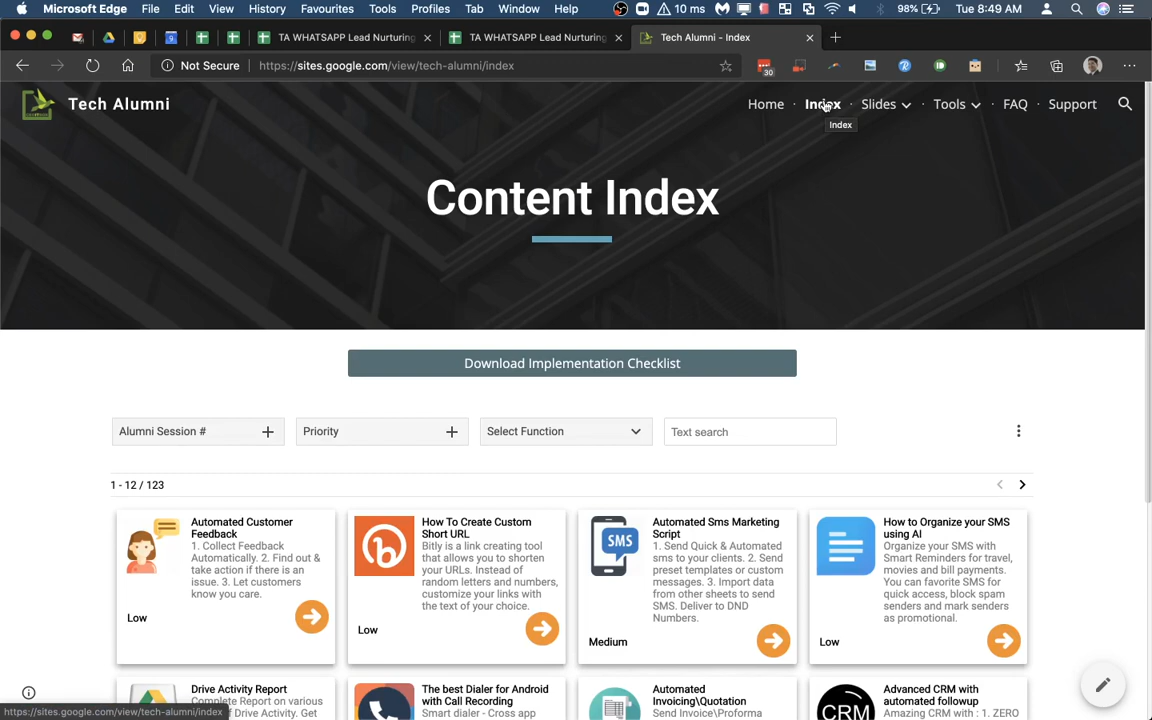 Microsoft Edge File Edit View History Favourites Tools Profiles Tab Window Help 10 ms 98% Tue 8:49 AM
9 TA WHATSAPP Lead Nurturing TA WHATSAPP Lead Nurturing Tech Alumni - Index
Not Secure https://sites.google.com/view/tech-alumni/index 30
Tech Alumni Home Index Slides Tools FAQ Support
Index
Content Index
Download Implementation Checklist
Alumni Session # Priority Select Function Text search
1 - 12 / 123
Automated Customer
Feedback
1. Collect Feedback
Automatically. 2. Find out &
take action if there is an
issue. 3. Let customers
know you care.
Low
How To Create Custom
Short URL
Bitly is a link creating tool
that allows you to shorten
your URLs. Instead of
random letters and numbers,
customize your links with
the text of your choice.
Low
SMS
Automated Sms Marketing
Script
1. Send Quick & Automated
sms to your clients. 2. Send
preset templates or custom
messages. 3. Import data
from other sheets to send
SMS. Deliver to DND
Numbers.
Medium
How to Organize your SMS
using AI
Organize your SMS with
Smart Reminders for travel,
movies and bill payments.
You can favorite SMS for
quick access, block spam
senders and mark senders
as promotional.
Low
Drive Activity Report
Complete Report on various
of Drive Activity. Get
The best Dialer for Android
with Call Recording
Smart dialer - Cross app
Automated
Invoicing\Quotation
Send Invoice\Proforma
CRM
Advanced CRM with
automated followup
Amazing CRM with : 1. ZERO
https://sites.google.com/view/tech-alumni/index